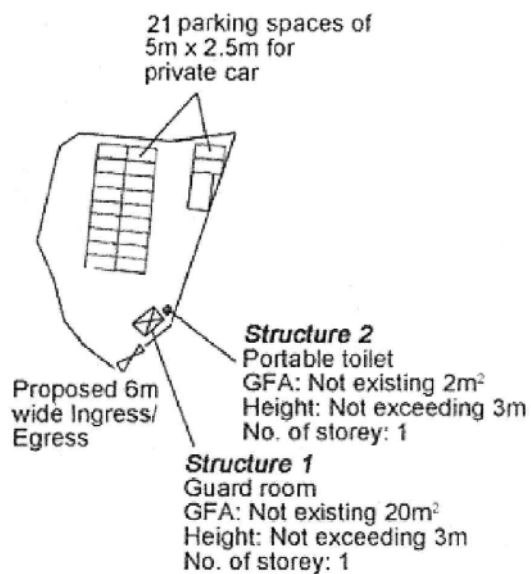 21 parking spaces of
5m x 2.5m for
private car
Structure 2
Portable toilet
GFA: Not existing 2m²
Height: Not exceeding 3m
No. of storey: 1
Proposed 6m
wide Ingress/
Egress
Structure 1
Guard room
GFA: Not existing 20m²
Height: Not exceeding 3m
No. of storey: 1